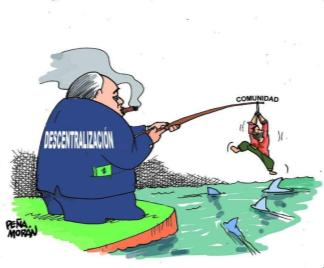 COMUNIDAD
DESCENTRALIZACIÓN
PEÑA
MORÁN